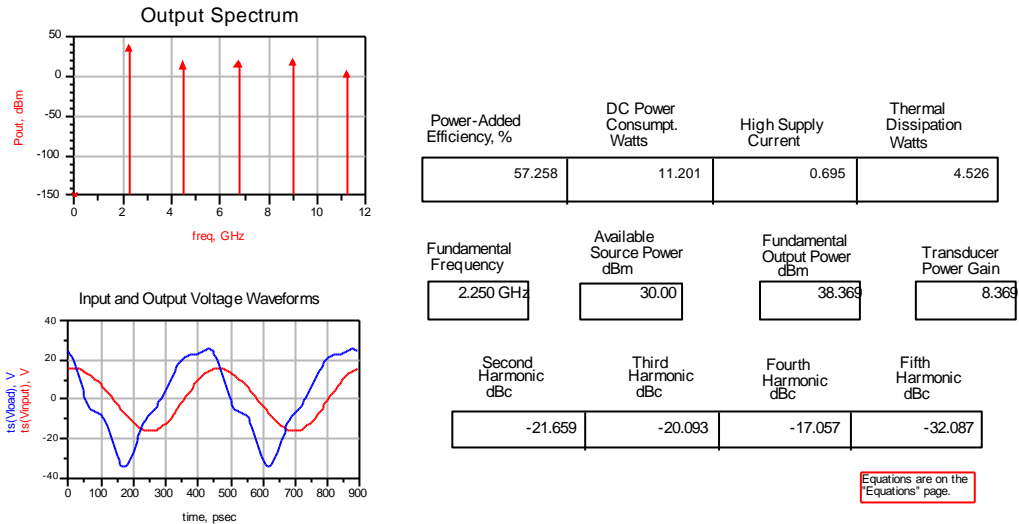 Output Spectrum
50
0
-50
-100
-150
Pout, dBm
0 2 4 6 8 10 12
freq, GHz
Input and Output Voltage Waveforms
40
20
0
-20
-40
ts(Vload), V
ts(Vinput), V
0 100 200 300 400 500 600 700 800 900
time, psec
Power-Added
Efficiency, %
57.258
DC Power
Consumpt.
Watts
11.201
High Supply
Current
0.695
Thermal
Dissipation
Watts
4.526
Fundamental
Frequency
2.250 GHz
Available
Source Power
dBm
30.00
Fundamental
Output Power
dBm
38.369
Transducer
Power Gain
8.369
Second
Harmonic
dBc
-21.659
Third
Harmonic
dBc
-20.093
Fourth
Harmonic
dBc
-17.057
Fifth
Harmonic
dBc
-32.087
Equations are on the
"Equations" page.